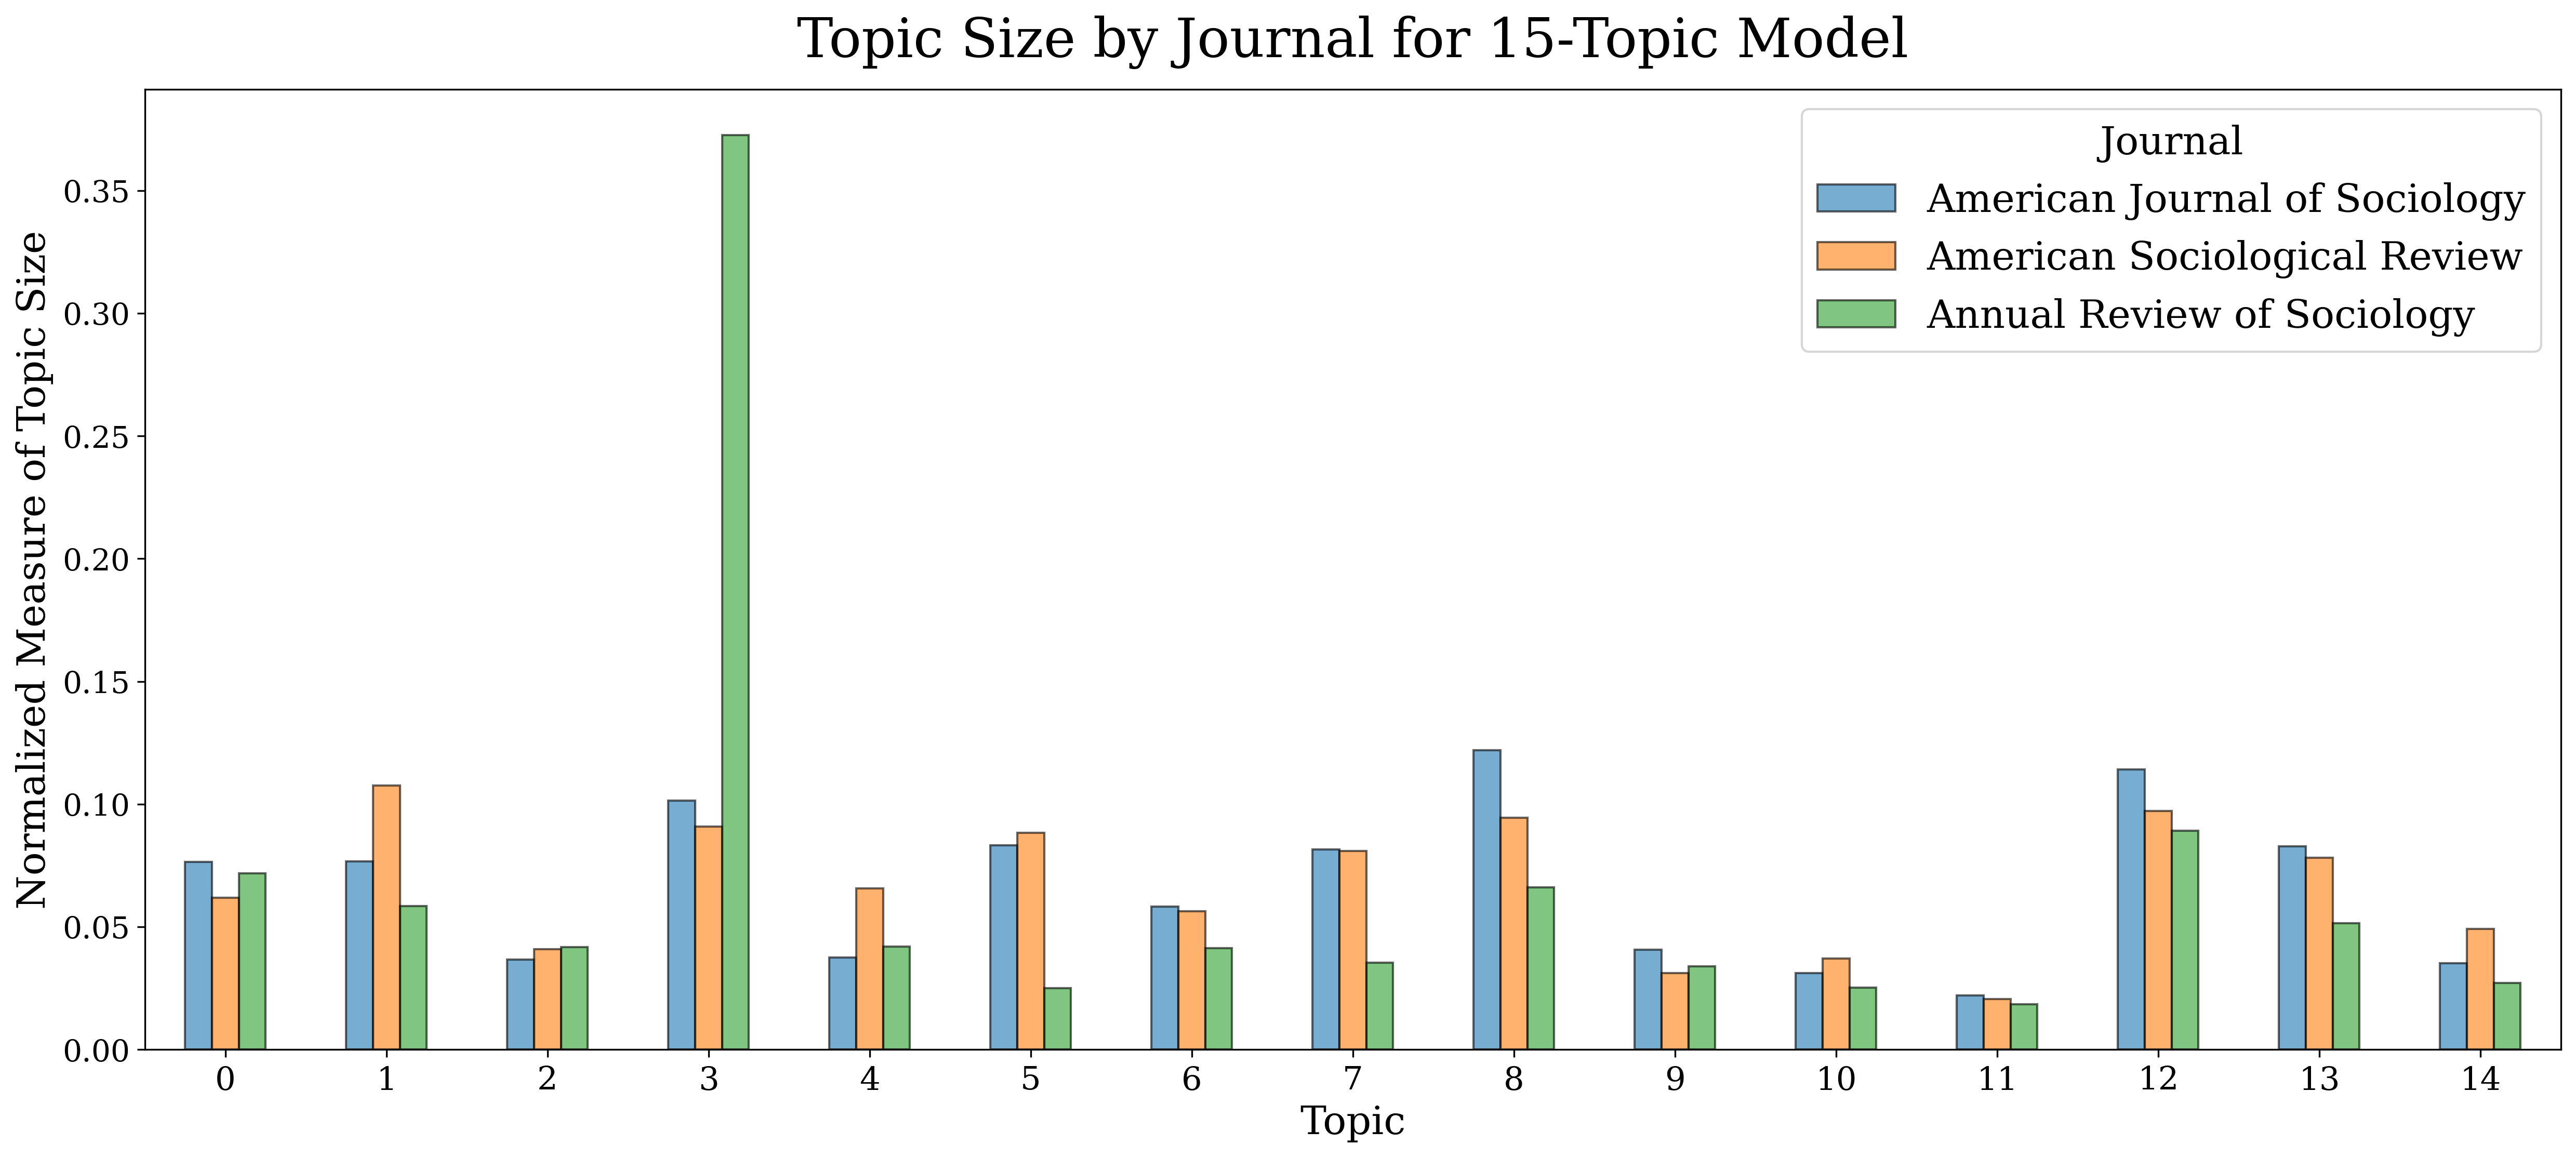 Topic Size by Journal for 15-Topic Model
Normalized Measure of Topic Size
0.35
0.30
0.25
0.20
0.15
0.10
0.05
0.00
Journal
American Journal of Sociology
American Sociological Review
Annual Review of Sociology
0 1 2 3 4 5 6 7 8 9 10 11 12 13 14
Topic